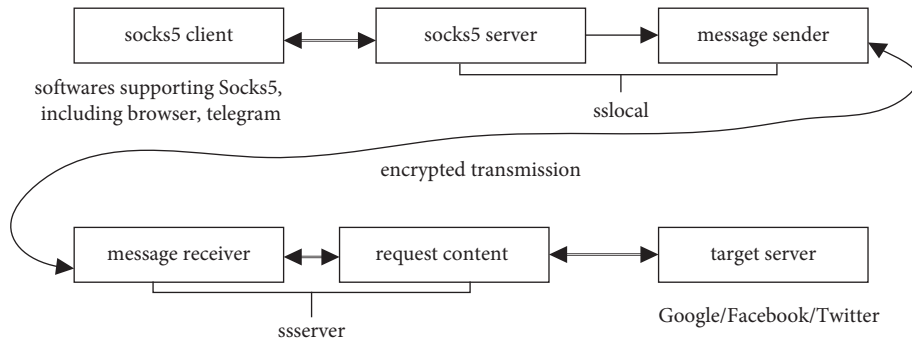 socks5 client
socks5 server
message sender
softwares supporting Socks5,
including browser, telegram
sslocal
encrypted transmission
message receiver
request content
target server
ssserver
Google/Facebook/Twitter